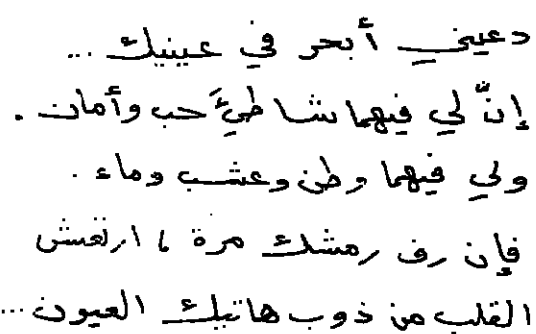 دعيني أبحر في عينيك ...
إنّ لي فيهما شاطئَ حب وأمان .
ولي فيهما وطن وعشب وماء .
فإن رف رمشك مرة ، ارتعش
القلب من ذوب هاتيك العيون ...